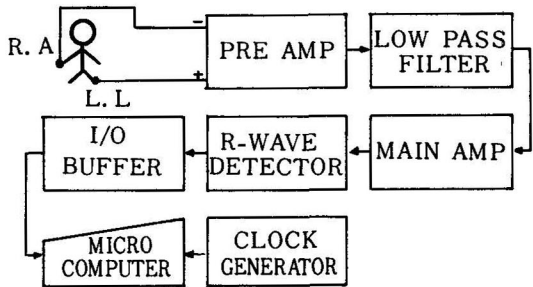 R. A
−
+
L. L
PRE AMP
LOW PASS
FILTER
I/O
BUFFER
R-WAVE
DETECTOR
MAIN AMP
MICRO
COMPUTER
CLOCK
GENERATOR